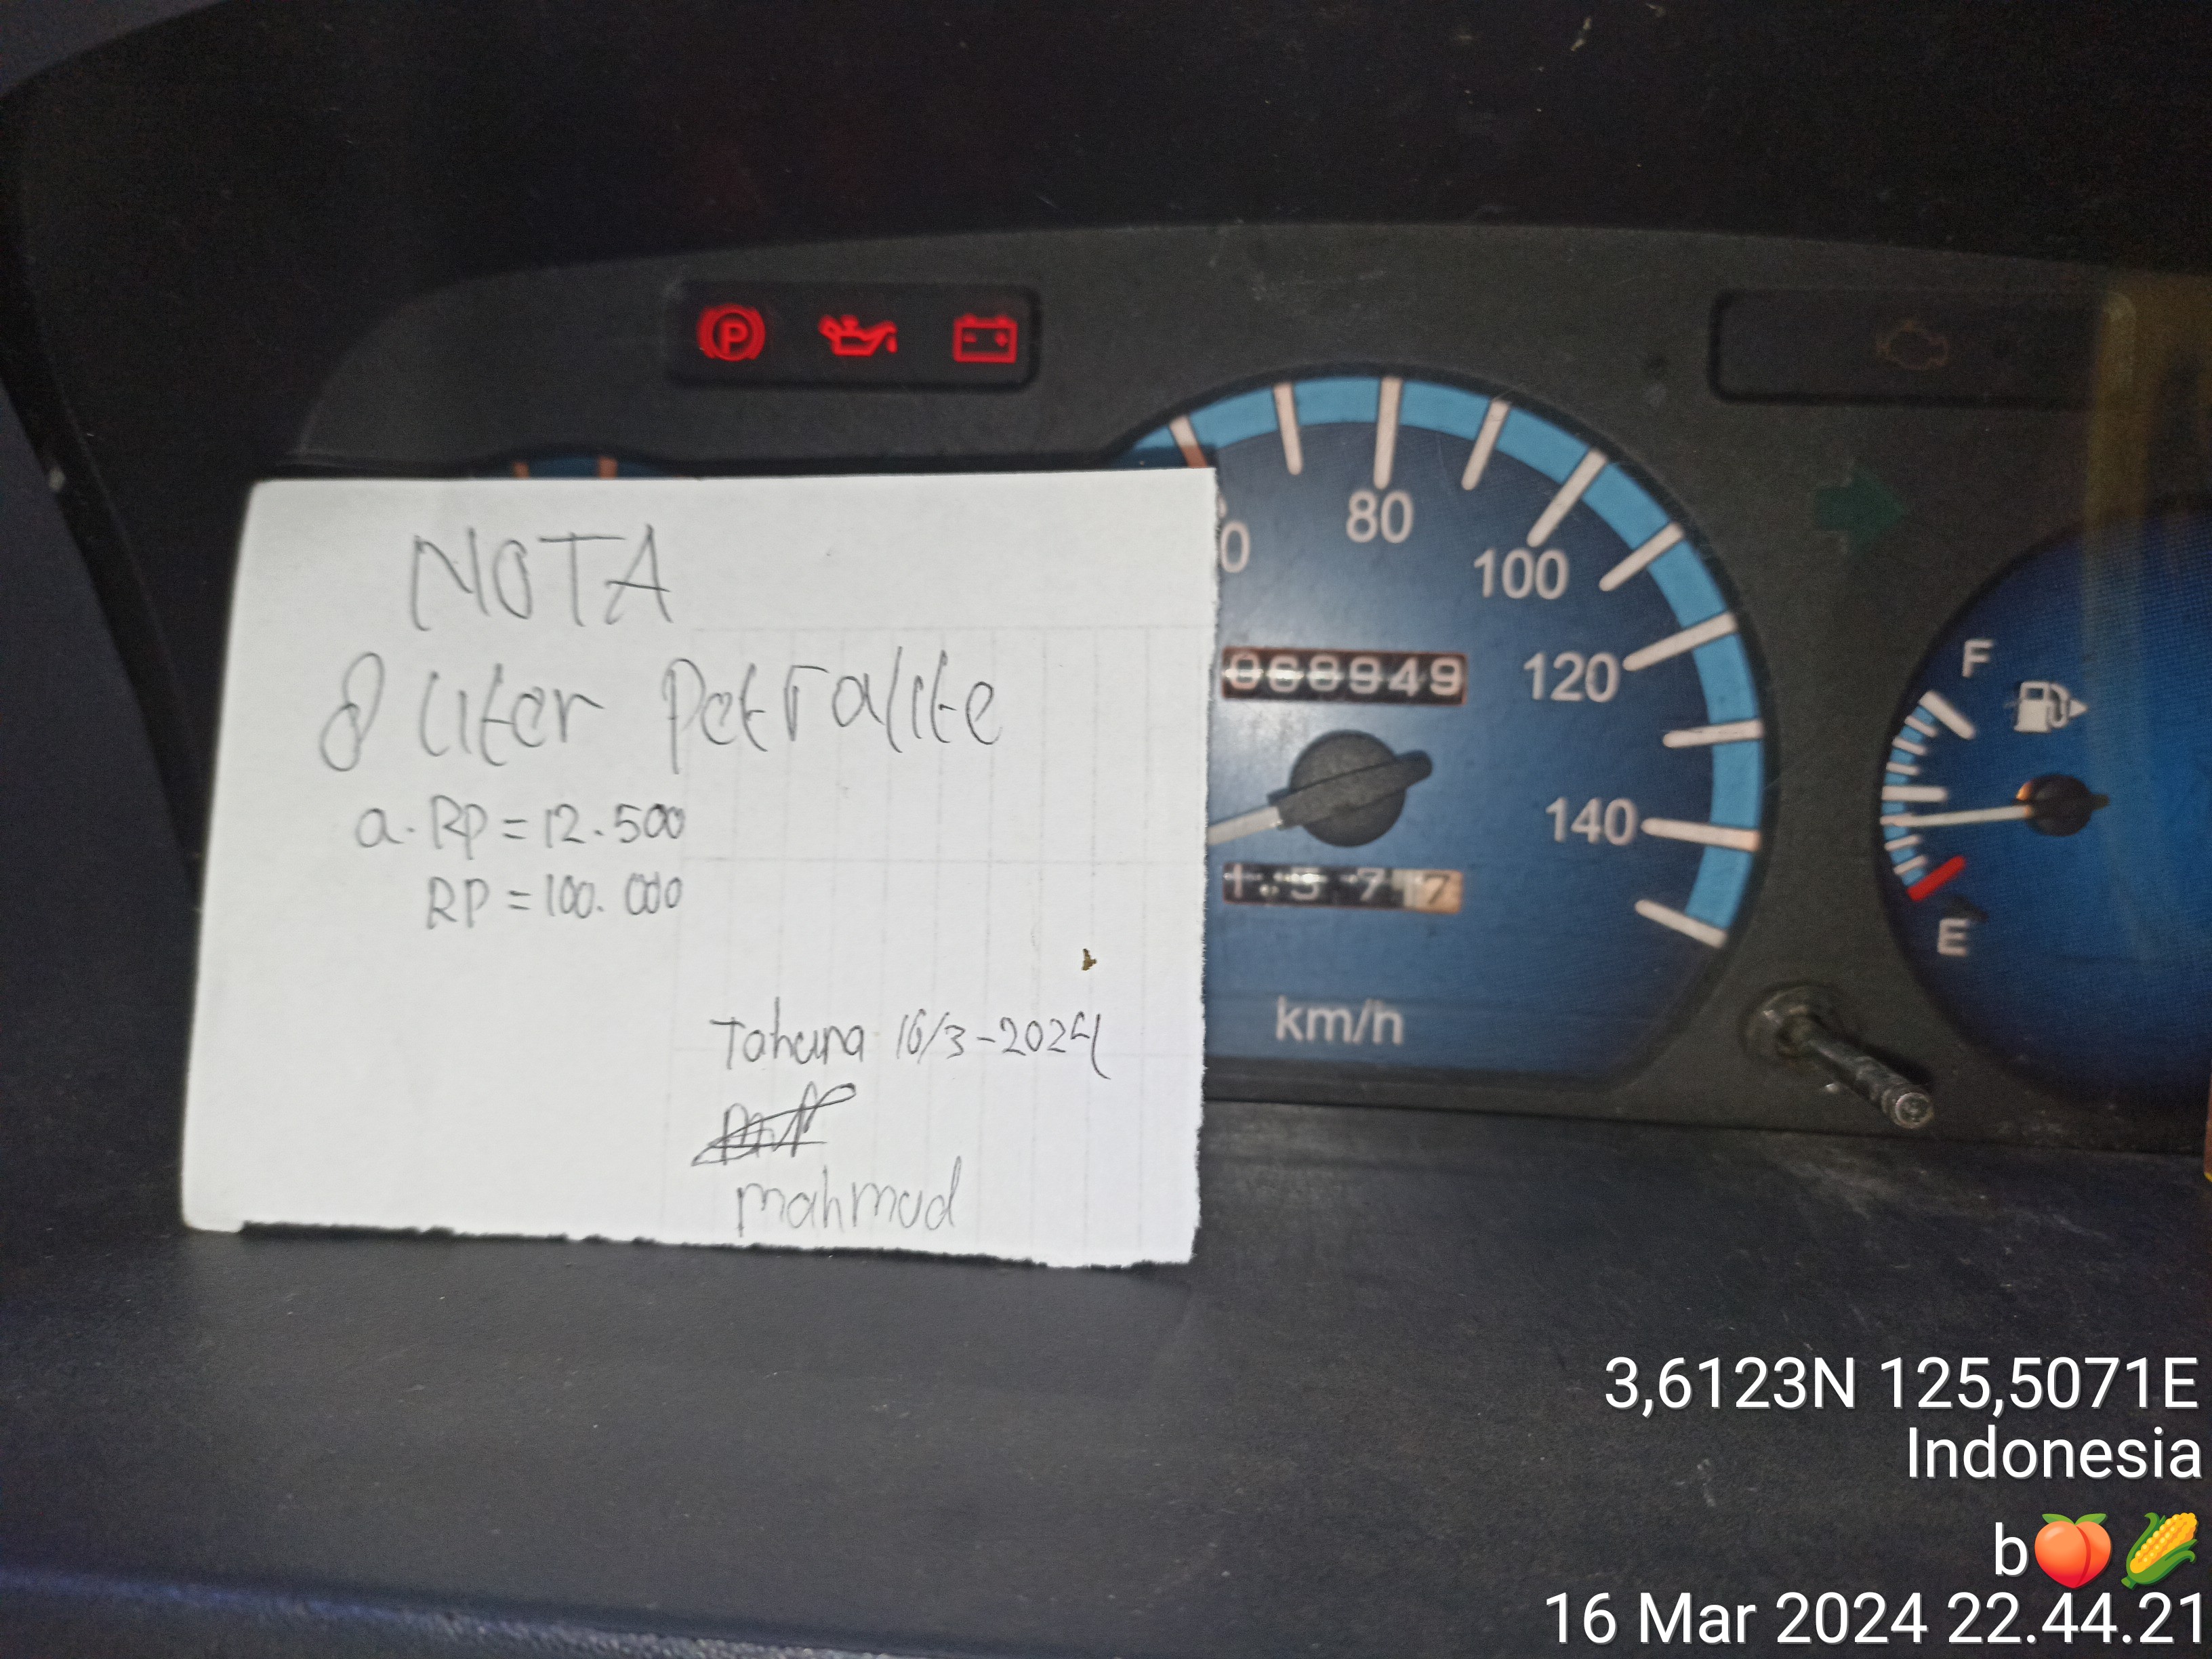 NOTA
8 Liter Petralite
a. Rp = 12.500
RP = 100.000
Tahuna 16/3-2024
mahmud
80
100
120
140
068949
km/h
F
E
3,6123N 125,5071E
Indonesia
b🍑🌽
16 Mar 2024 22.44.21